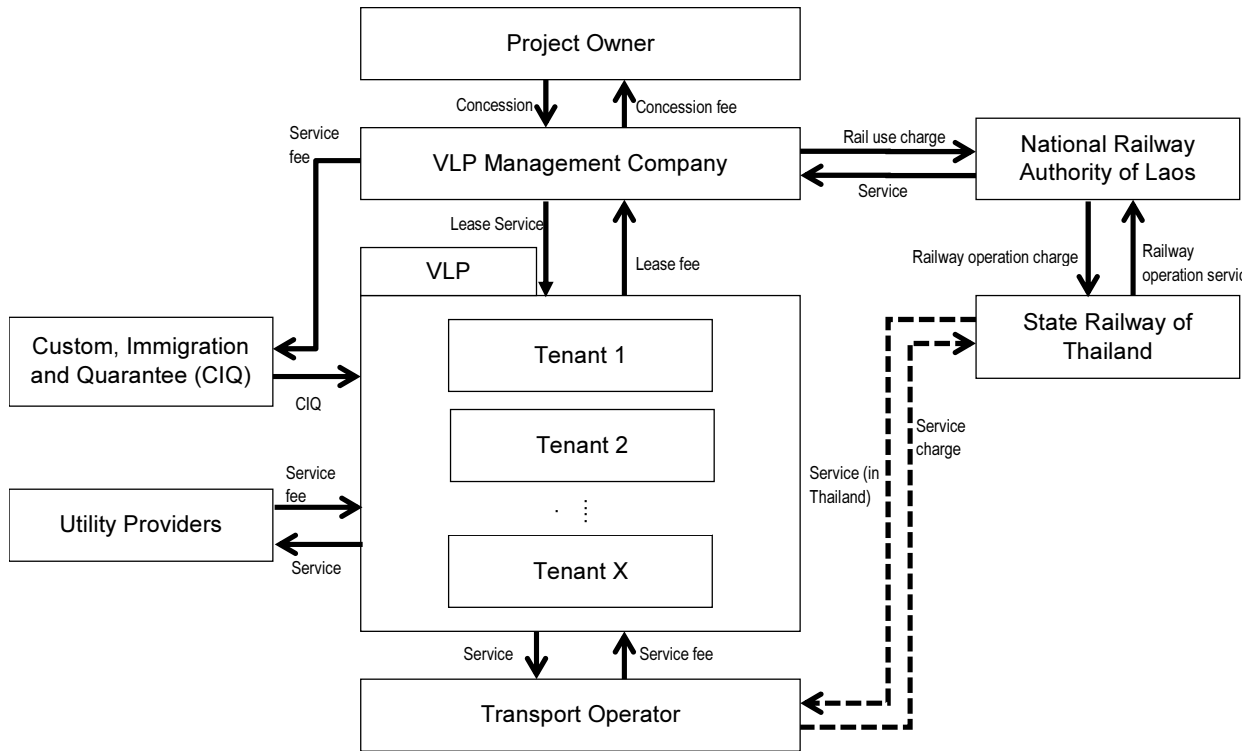 Project Owner
Concession
Concession fee
Service
fee
VLP Management Company
Rail use charge
Service
National Railway
Authority of Laos
Lease Service
Lease fee
VLP
Railway operation charge
Railway
operation servic
Custom, Immigration
and Quarantee (CIQ)
CIQ
Tenant 1
State Railway of
Thailand
Tenant 2
Service
charge
Service (in
Thailand)
Service
fee
Utility Providers
Service
. ....
Tenant X
Service
Service fee
Transport Operator